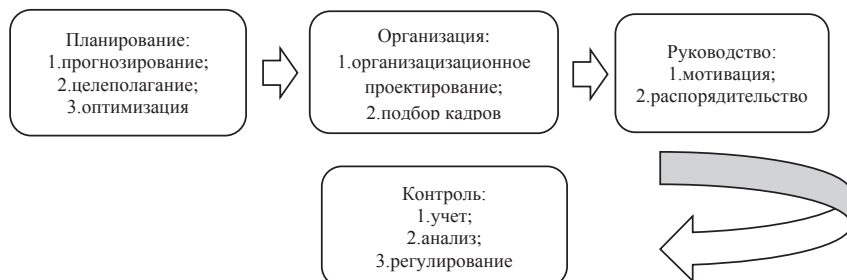 Планирование:
1.прогнозирование;
2.целеполагание;
3.оптимизация
Организация:
1.организацизационное
проектирование;
2.подбор кадров
Руководство:
1.мотивация;
2.распорядительство
Контроль:
1.учет;
2.анализ;
3.регулирование